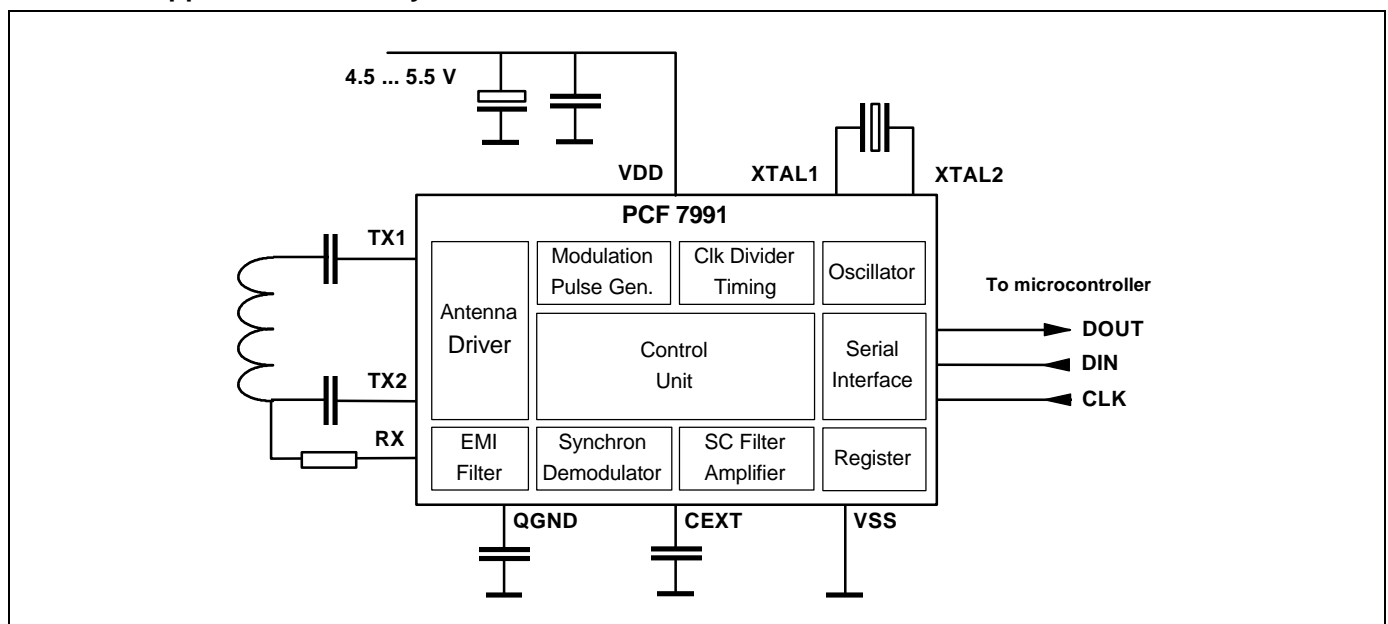 4.5 ... 5.5 V
VDD
XTAL1
XTAL2
PCF 7991
TX1
Modulation
Pulse Gen.
Clk Divider
Timing
Oscillator
Antenna
Driver
Control
Unit
Serial
Interface
To microcontroller
DOUT
DIN
CLK
TX2
RX
EMI
Filter
Synchron
Demodulator
SC Filter
Amplifier
Register
QGND
CEXT
VSS